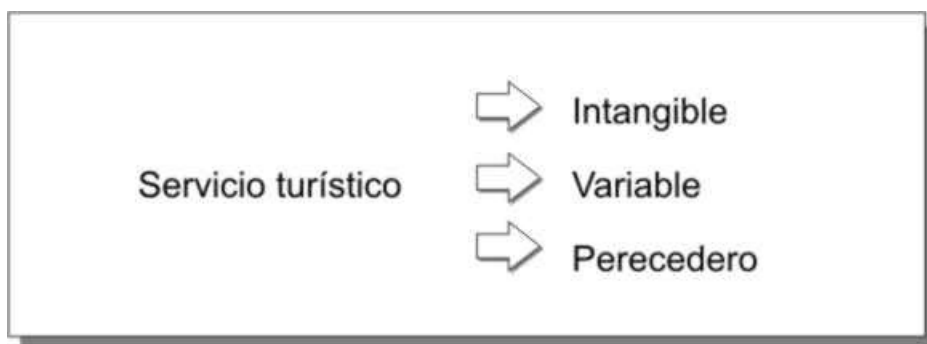 Intangible
Servicio turístico
Variable
Perecedero